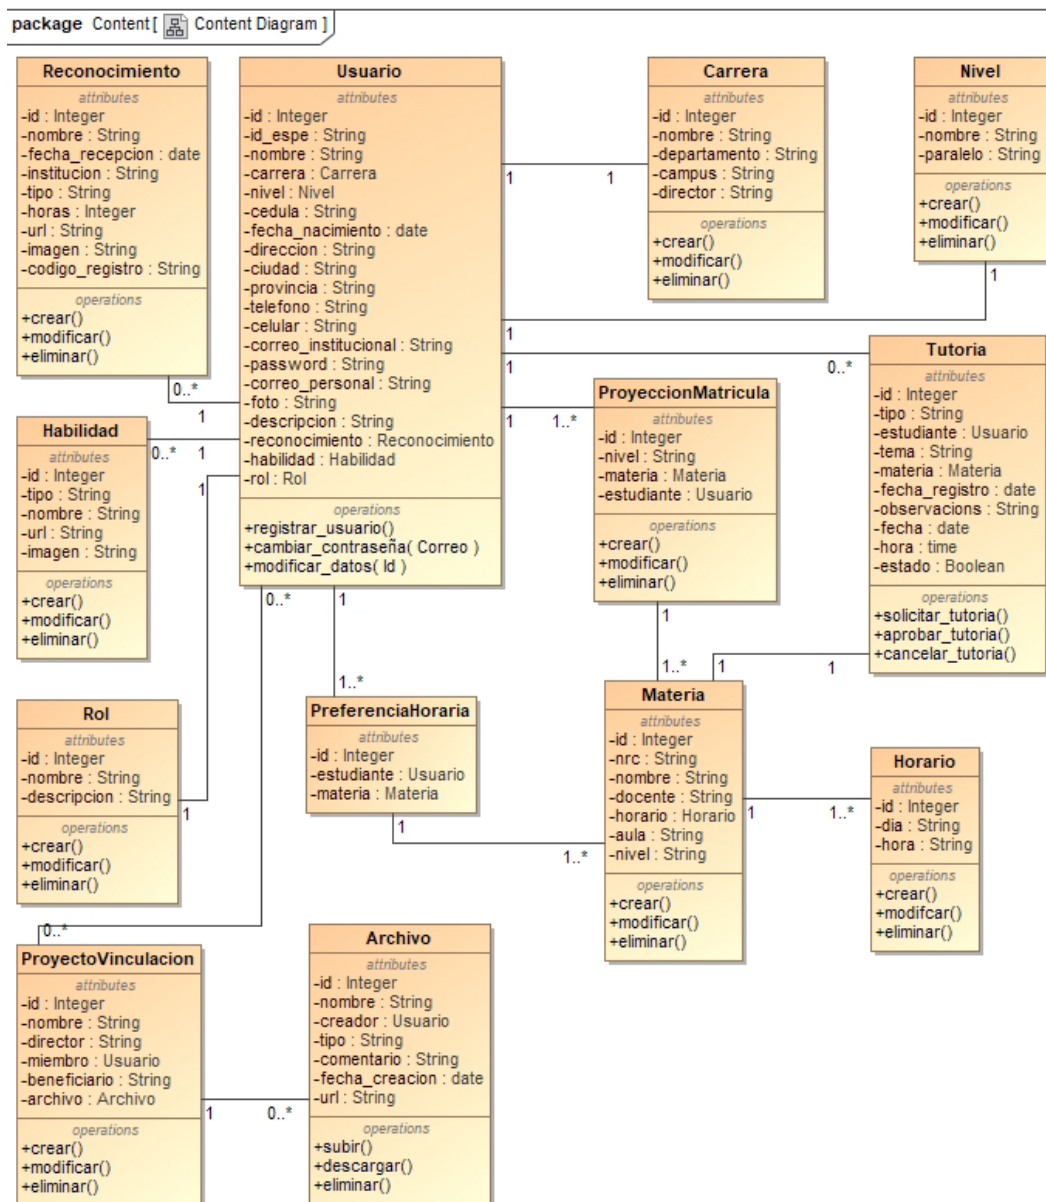 package Content [ Content Diagram ]
Reconocimiento
attributes
-id : Integer
-nombre : String
-fecha_recepcion : date
-institucion : String
-tipo : String
-horas : Integer
-url : String
-imagen : String
-codigo_registro : String
operations
+crear()
+modificar()
+eliminar()
0..*
1
Usuario
attributes
-id : Integer
-id_espe : String
-nombre : String
-carrera : Carrera
-nivel : Nivel
-cedula : String
-fecha_nacimiento : date
-direccion : String
-ciudad : String
-provincia : String
-telefono : String
-celular : String
-correo_institucional : String
-password : String
-correo_personal : String
-foto : String
-descripcion : String
-reconocimiento : Reconocimiento
-habilidad : Habilidad
-rol : Rol
operations
+registrar_usuario()
+cambiar_contraseña( Correo )
+modificar_datos( Id )
1
1
Carrera
attributes
-id : Integer
-nombre : String
-departamento : String
-campus : String
-director : String
operations
+crear()
+modificar()
+eliminar()
Nivel
attributes
-id : Integer
-nombre : String
-paralelo : String
operations
+crear()
+modificar()
+eliminar()
1
1
1
0..*
Tutoria
attributes
-id : Integer
-tipo : String
-estudiante : Usuario
-tema : String
-materia : Materia
-fecha_registro : date
-observacions : String
-fecha : date
-hora : time
-estado : Boolean
operations
+solicitar_tutoria()
+aprobar_tutoria()
+cancelar_tutoria()
1
1..*
ProyeccionMatricula
attributes
-id : Integer
-nivel : String
-materia : Materia
-estudiante : Usuario
operations
+crear()
+modificar()
+eliminar()
1
1..*
1
1
Habilidad
attributes
-id : Integer
-tipo : String
-nombre : String
-url : String
-imagen : String
operations
+crear()
+modificar()
+eliminar()
0..*
1
1
Rol
attributes
-id : Integer
-nombre : String
-descripcion : String
operations
+crear()
+modificar()
+eliminar()
1
0..*
1
1..*
PreferenciaHoraria
attributes
-id : Integer
-estudiante : Usuario
-materia : Materia
1
1..*
Materia
attributes
-id : Integer
-nrc : String
-nombre : String
-docente : String
-horario : Horario
-aula : String
-nivel : String
operations
+crear()
+modificar()
+eliminar()
1
1..*
Horario
attributes
-id : Integer
-dia : String
-hora : String
operations
+crear()
+modifcar()
+eliminar()
0..*
ProyectoVinculacion
attributes
-id : Integer
-nombre : String
-director : String
-miembro : Usuario
-beneficiario : String
-archivo : Archivo
operations
+crear()
+modificar()
+eliminar()
1
0..*
Archivo
attributes
-id : Integer
-nombre : String
-creador : Usuario
-tipo : String
-comentario : String
-fecha_creacion : date
-url : String
operations
+subir()
+descargar()
+eliminar()